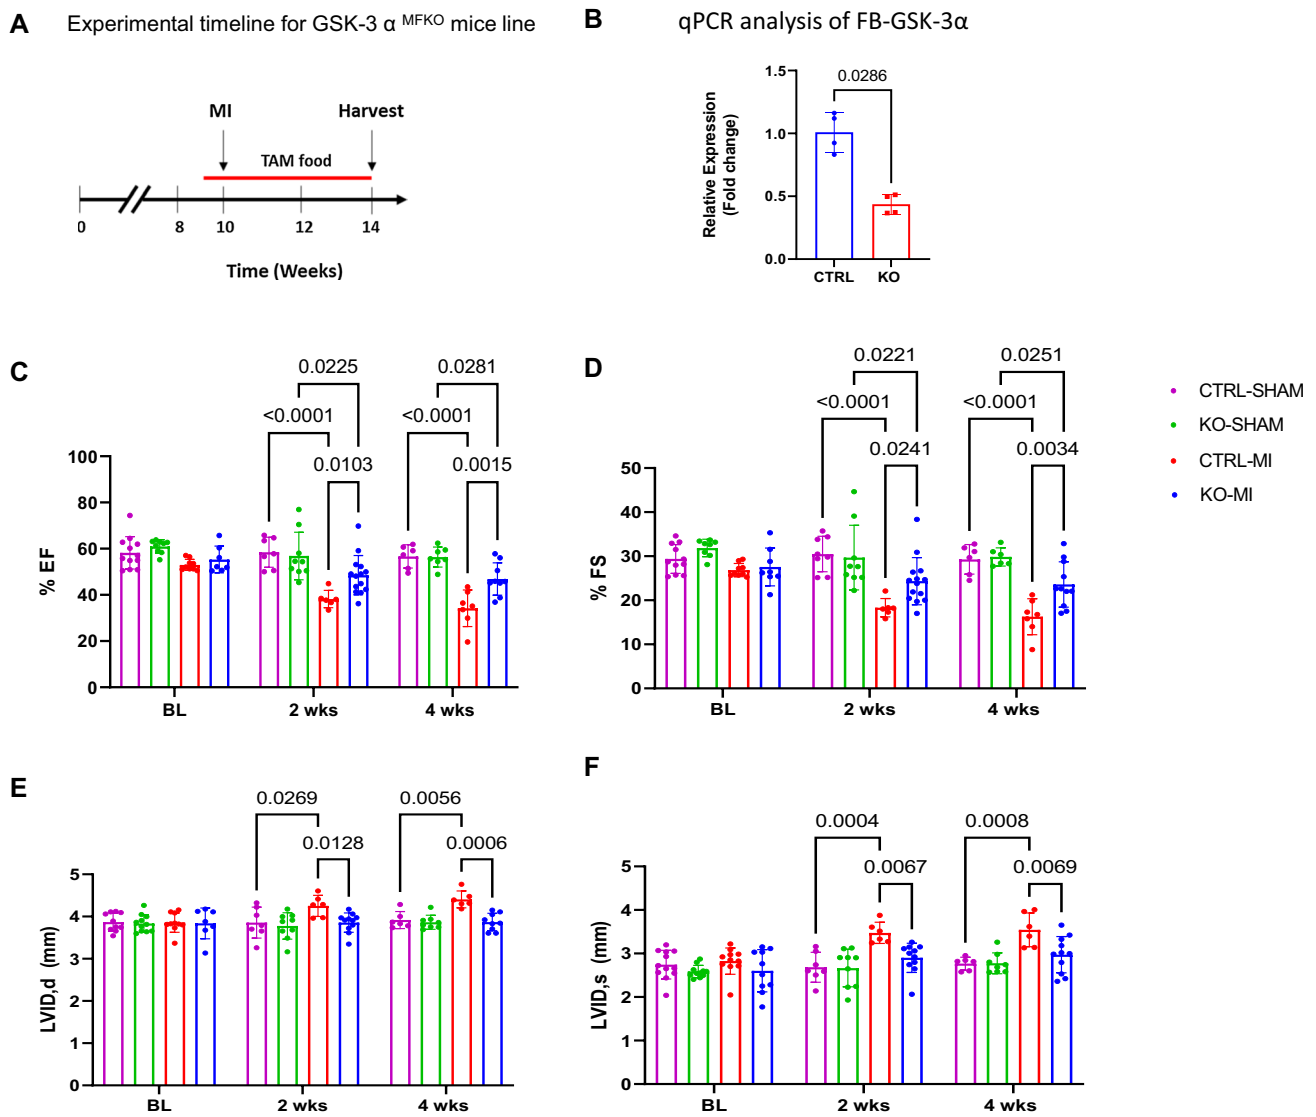 A Experimental timeline for GSK-3 α MFKO mice line
MI Harvest
TAM food
0 8 10 12 14
Time (Weeks)
B qPCR analysis of FB-GSK-3α
Relative Expression
(Fold change)
1.5
1.0
0.5
0.0
0.0286
CTRL KO
C
% EF
100
80
60
40
20
0
0.0225 0.0281
<0.0001 <0.0001
0.0103 0.0015
BL 2 wks 4 wks
D
% FS
50
40
30
20
10
0
0.0221 0.0251
<0.0001 <0.0001
0.0241 0.0034
BL 2 wks 4 wks
CTRL-SHAM
KO-SHAM
CTRL-MI
KO-MI
E
LVID,d (mm)
5
4
3
2
1
0
0.0269 0.0056
0.0128 0.0006
BL 2 wks 4 wks
F
LVID,s (mm)
5
4
3
2
1
0
0.0004 0.0008
0.0067 0.0069
BL 2 wks 4 wks